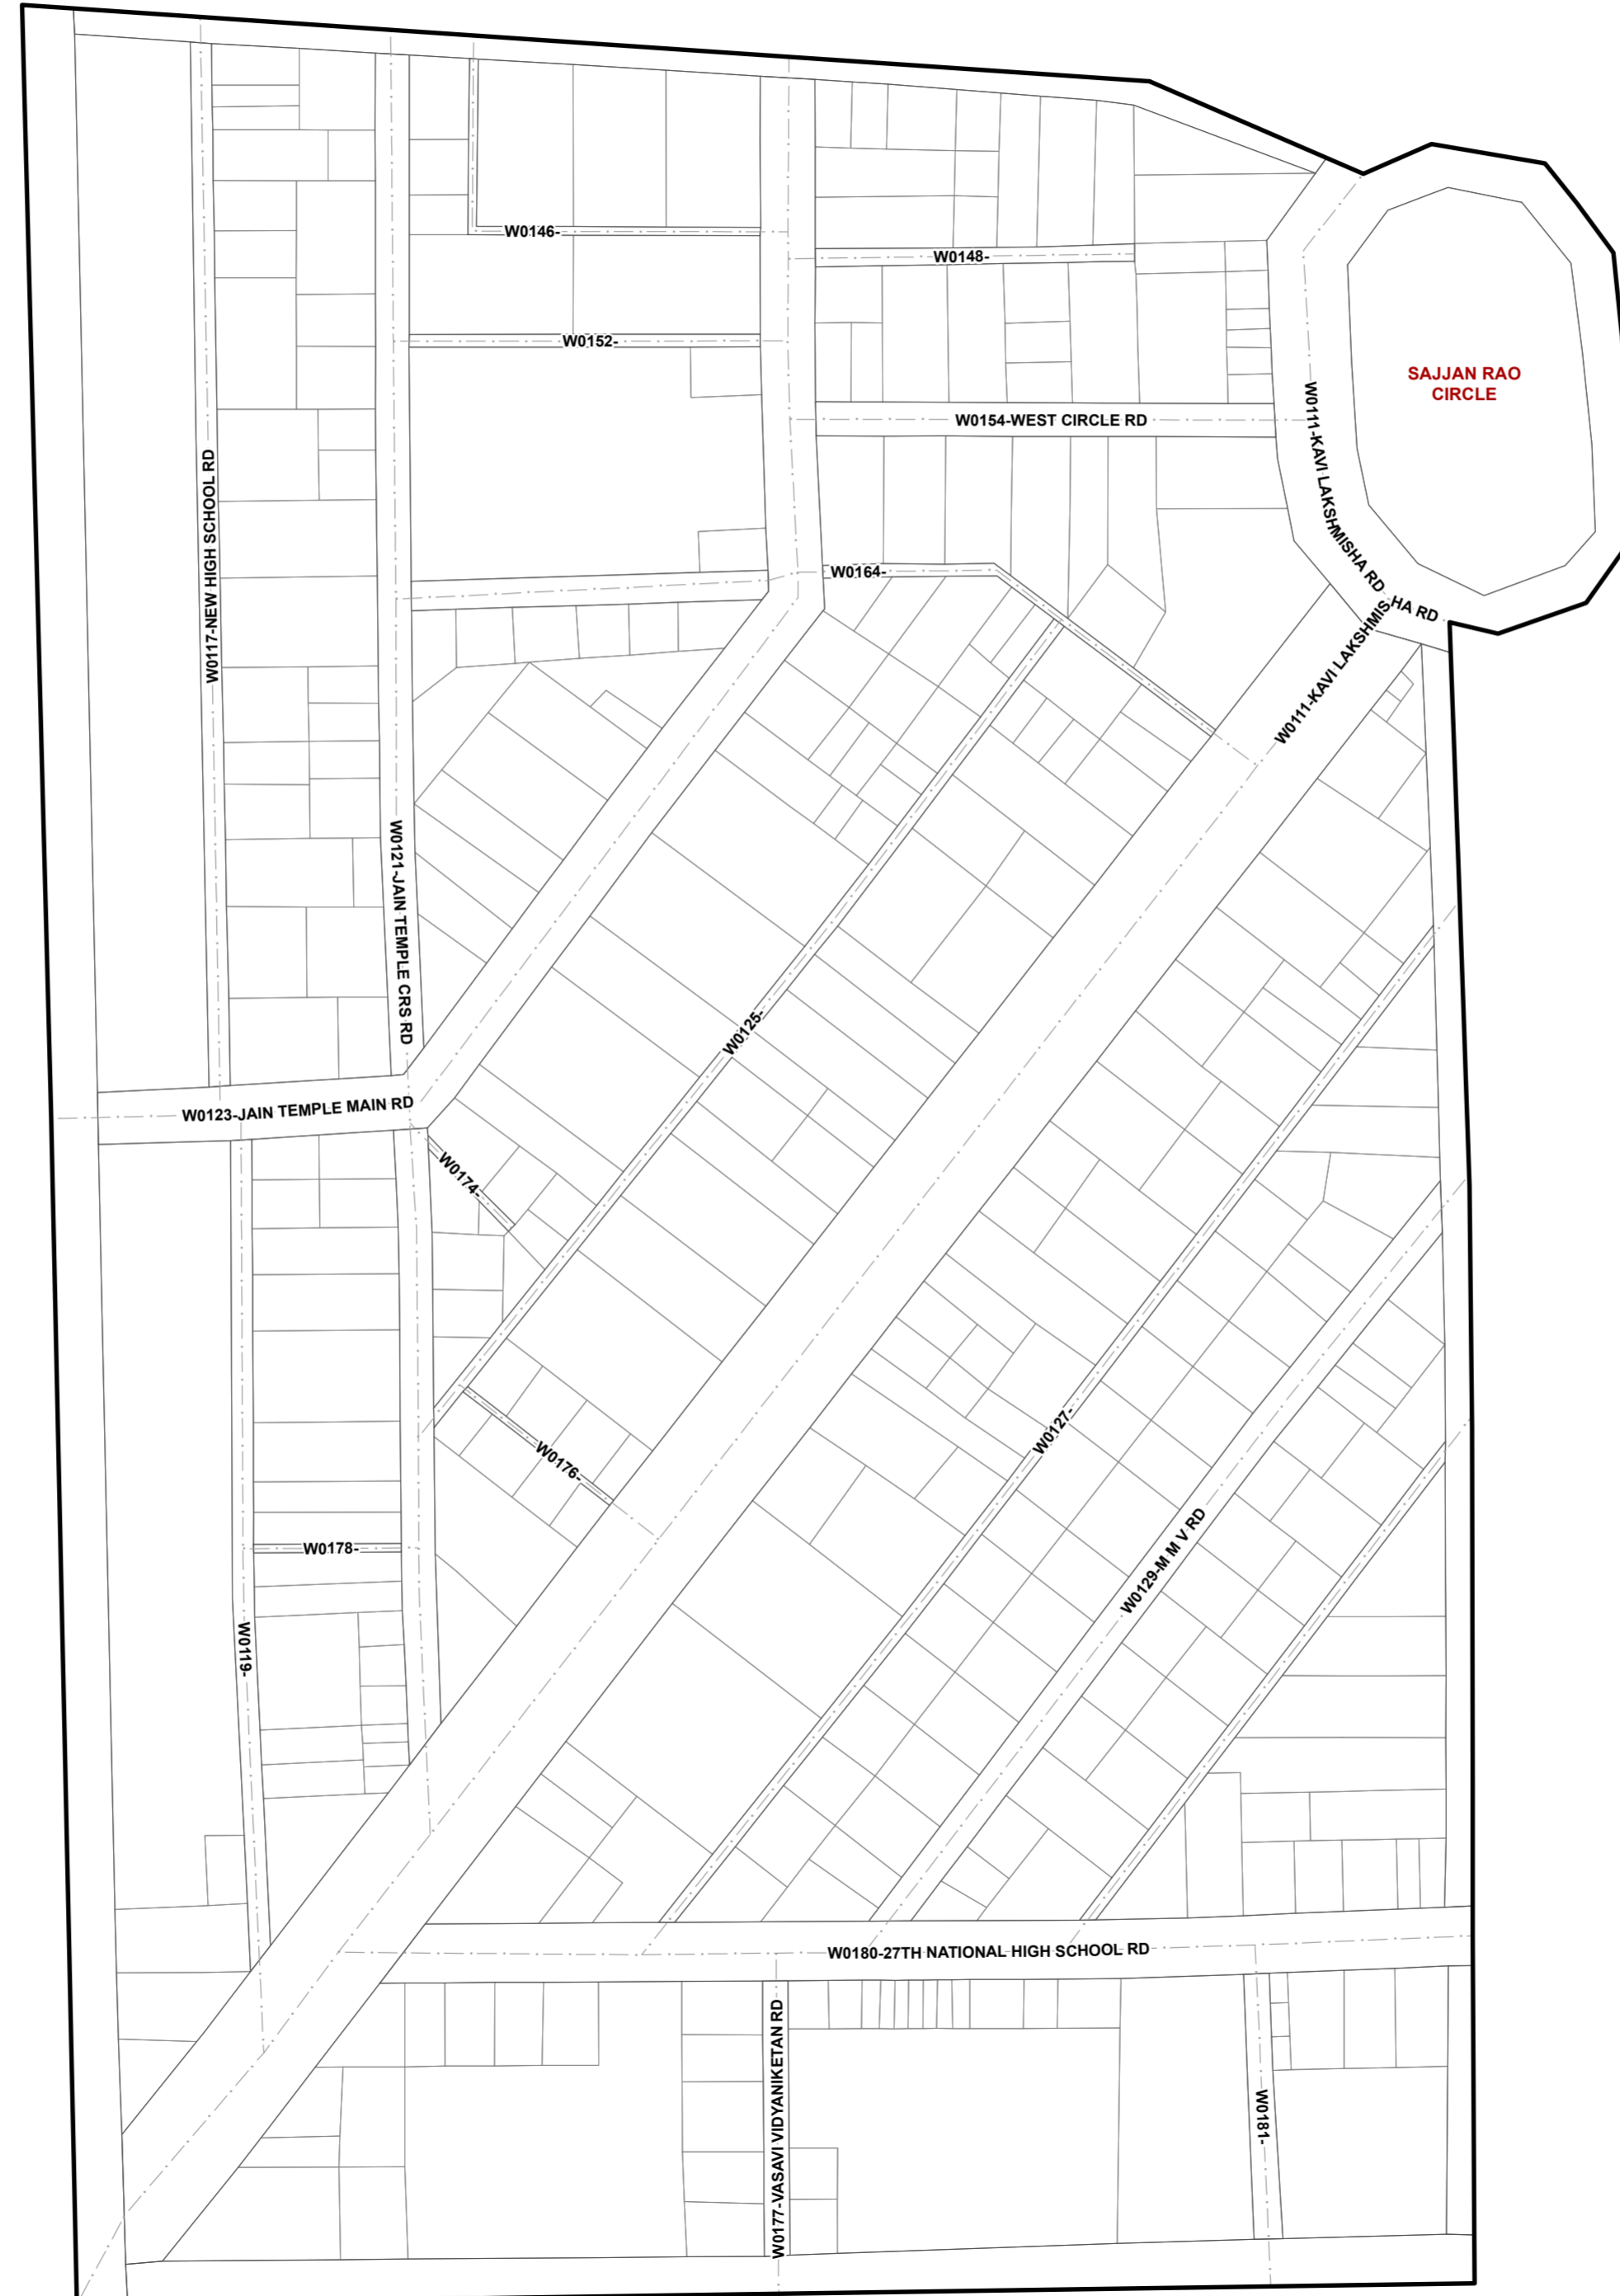 W0146-
W0148-
W0152-
SAJJAN RAO
CIRCLE
W0154-WEST CIRCLE RD
W0111-KAVI LAKSHMISHA RD
W0117-NEW HIGH SCHOOL RD
W0164-
W0111-KAVI LAKSHMISHA RD
W0121-JAIN TEMPLE CRS RD
W0125-
W0123-JAIN TEMPLE MAIN RD
W0174-
W0127-
W0176-
W0129-M M V RD
W0178-
W0119-
W0180-27TH NATIONAL HIGH SCHOOL RD
W0177-VASAVI VIDYANIKETAN RD
W0181-